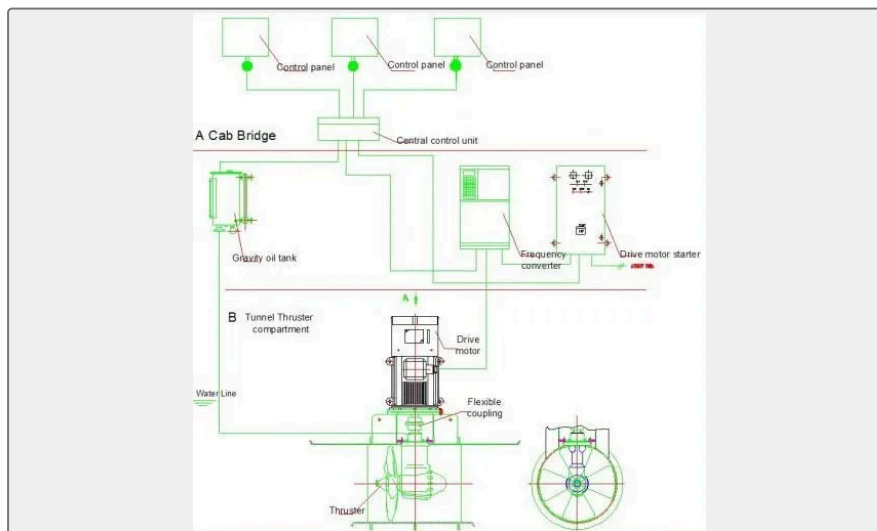 Control panel
Control panel
Control panel
A Cab Bridge
Central control unit
Gravity oil tank
Frequency
converter
Drive motor starter
A
B Tunnel Thruster
compartment
Drive
motor
Water Line
Flexible
coupling
Thruster